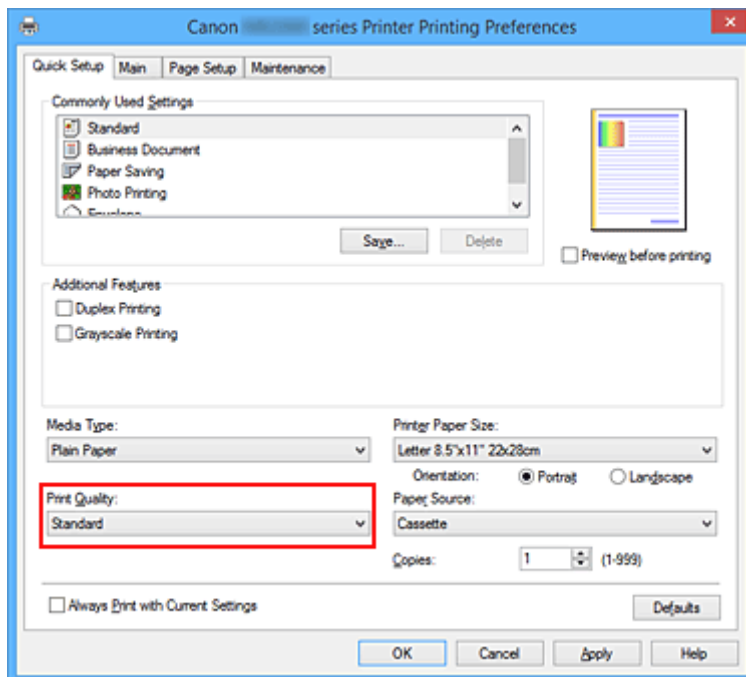 Canon series Printer Printing Preferences
Quick Setup Main Page Setup Maintenance
Commonly Used Settings
Standard
Business Document
Paper Saving
Photo Printing
Envelope
Save... Delete
Preview before printing
Additional Features
Duplex Printing
Grayscale Printing
Media Type: Printer Paper Size:
Plain Paper Letter 8.5"x11" 22x28cm
Orientation: Portrait Landscape
Print Quality: Paper Source:
Standard Cassette
Copies: 1 (1-999)
Always Print with Current Settings Defaults
OK Cancel Apply Help